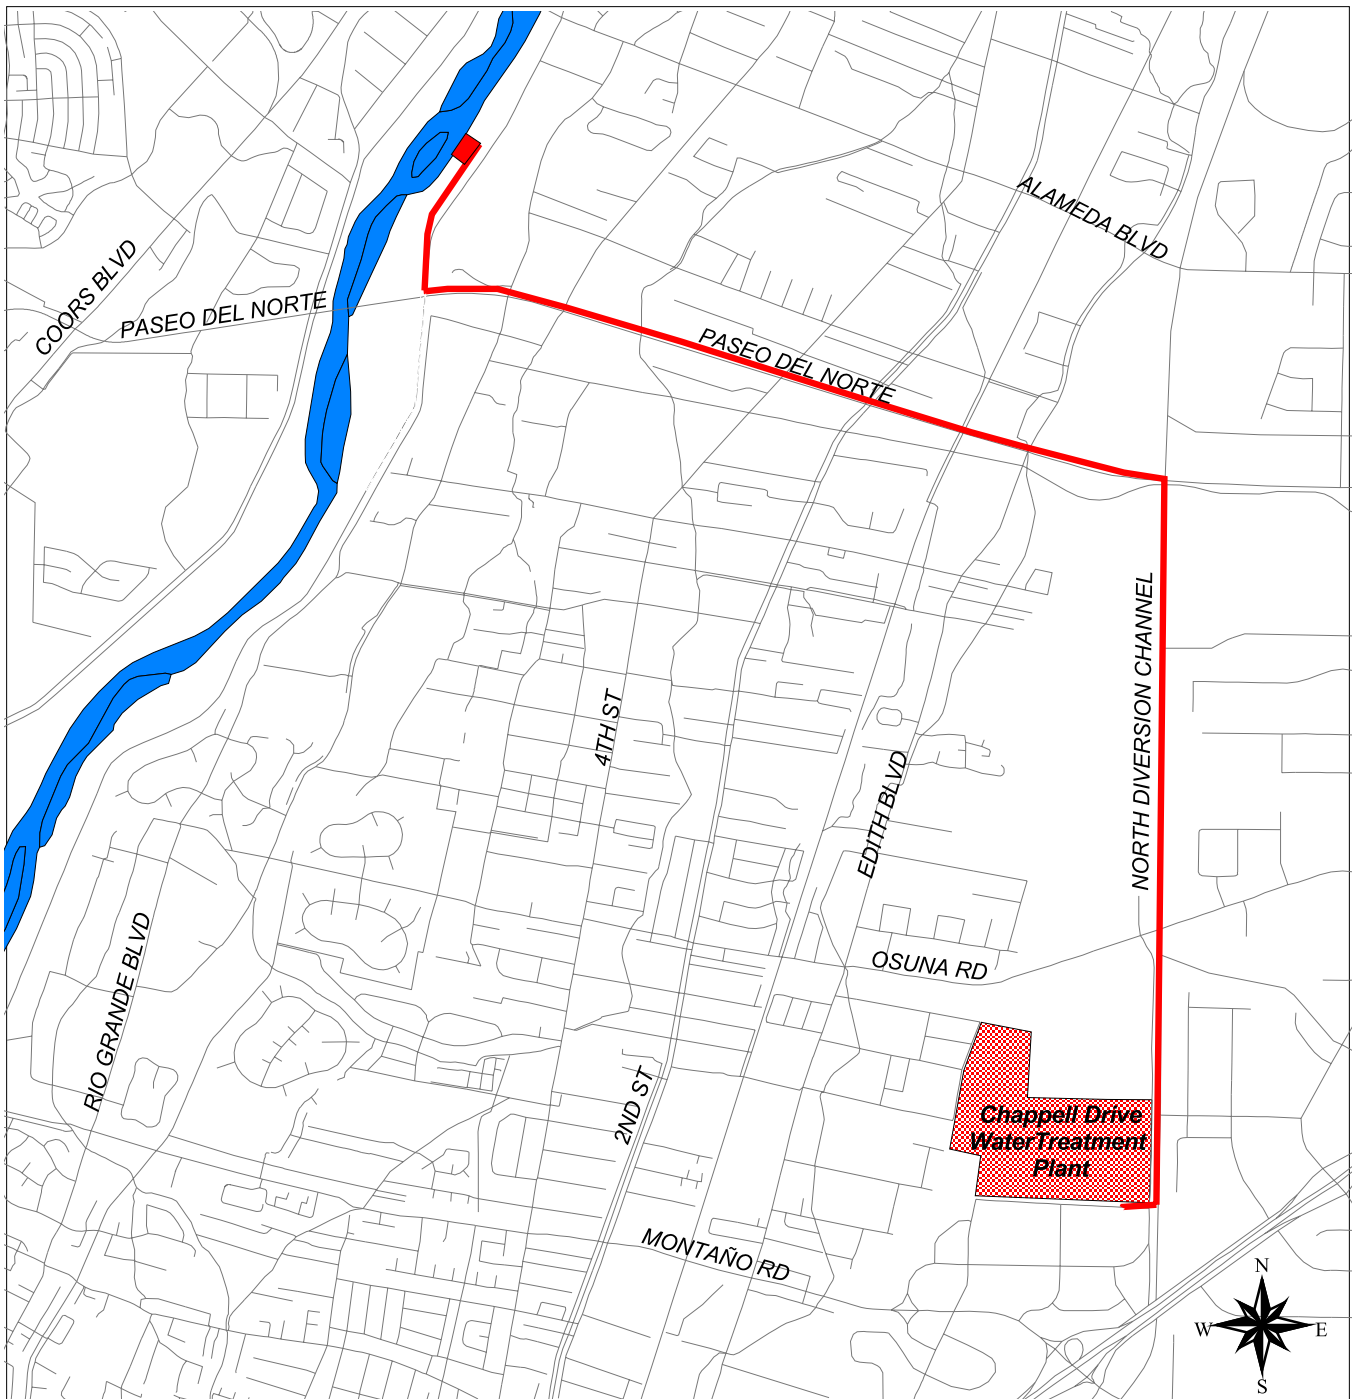 ALAMEDA BLVD
COORS BLVD
PASEO DEL NORTE
PASEO DEL NORTE
NORTH DIVERSION CHANNEL
4TH ST
EDITH BLVD
RIO GRANDE BLVD
OSUNA RD
2ND ST
Chappell Drive
WaterTreatment
Plant
MONTAÑO RD
N
W E
S